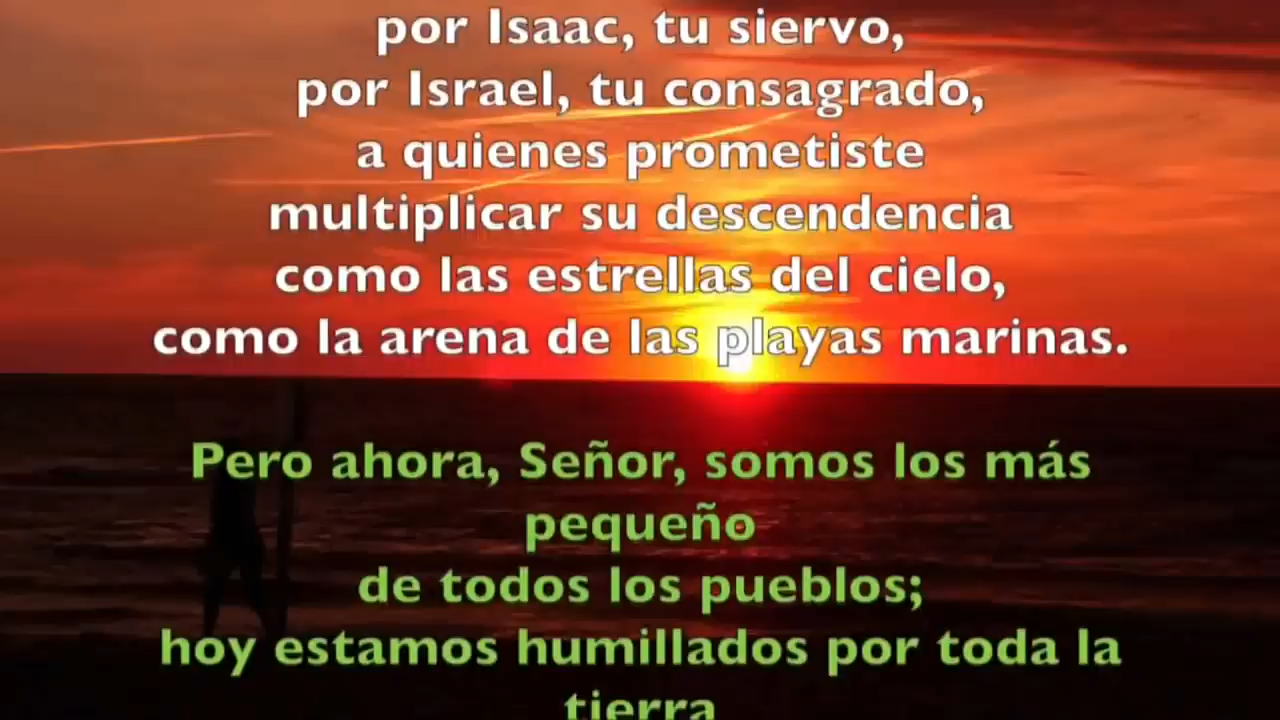 por Isaac, tu siervo,
por Israel, tu consagrado,
a quienes prometiste
multiplicar su descendencia
como las estrellas del cielo,
como la arena de las playas marinas.
Pero ahora, Señor, somos los más
pequeño
de todos los pueblos;
hoy estamos humillados por toda la
tierra